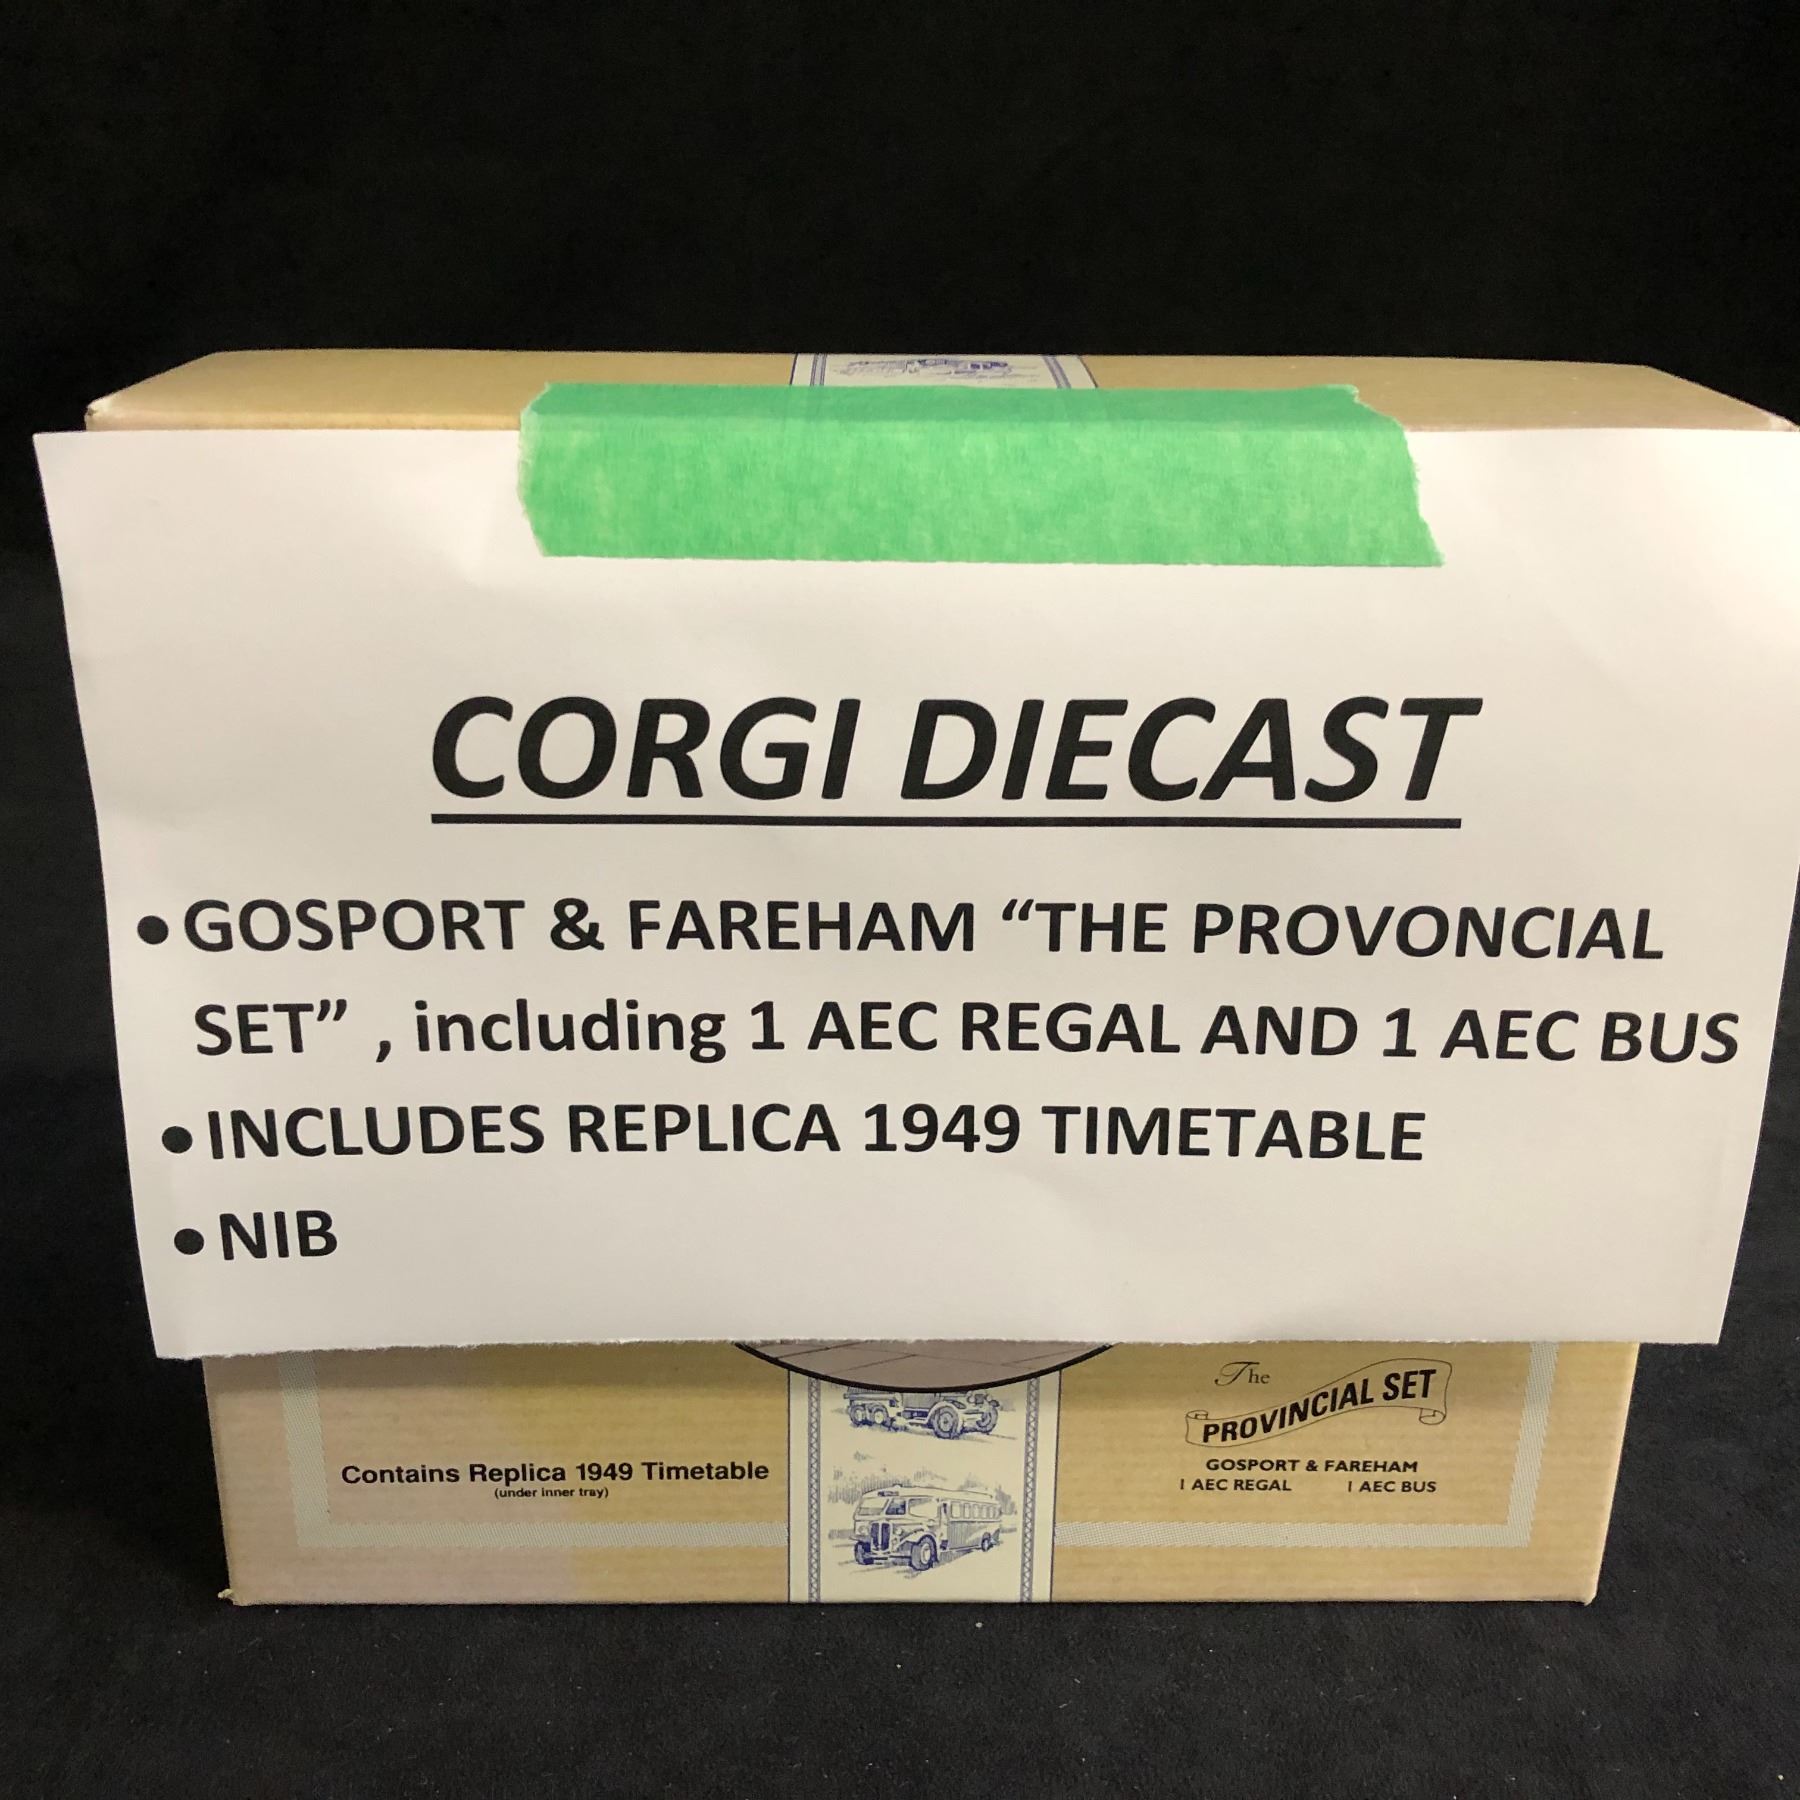 CORGI DIECAST
• GOSPORT & FAREHAM “THE PROVONCIAL
SET” , including 1 AEC REGAL AND 1 AEC BUS
• INCLUDES REPLICA 1949 TIMETABLE
• NIB
The
PROVINCIAL SET
GOSPORT & FAREHAM
1 AEC REGAL 1 AEC BUS
Contains Replica 1949 Timetable
(under inner tray)